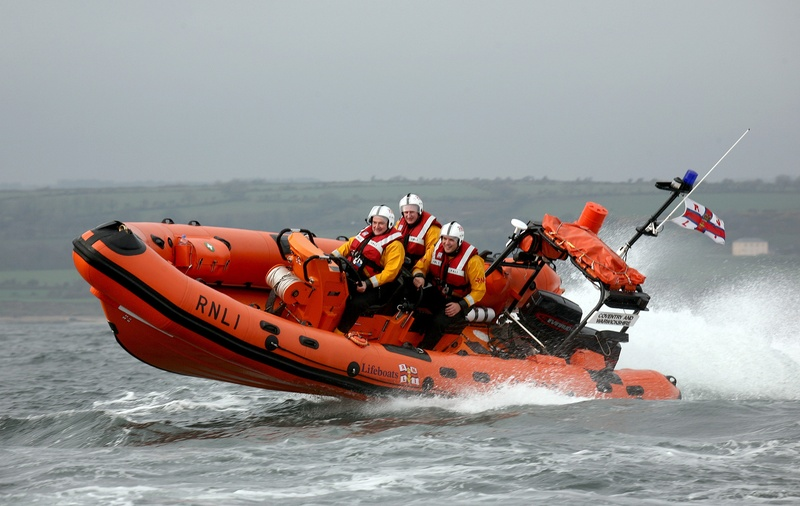 RNLI
Lifeboats
COVENTRY AND
WARWICKSHIRE